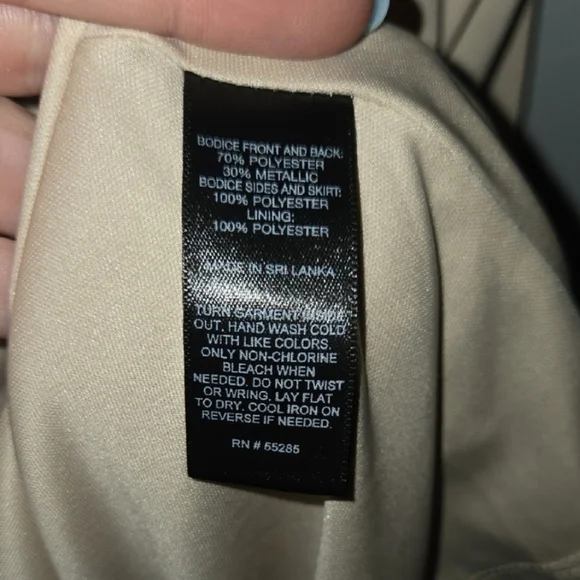 BODICE FRONT AND BACK:
70% POLYESTER
30% METALLIC
BODICE SIDES AND SKIRT:
100% POLYESTER
LINING:
100% POLYESTER
MADE IN SRI LANKA
TURN GARMENT INSIDE
OUT. HAND WASH COLD
WITH LIKE COLORS.
ONLY NON-CHLORINE
BLEACH WHEN
NEEDED. DO NOT TWIST
OR WRING. LAY FLAT
TO DRY. COOL IRON ON
REVERSE IF NEEDED.
RN # 55285